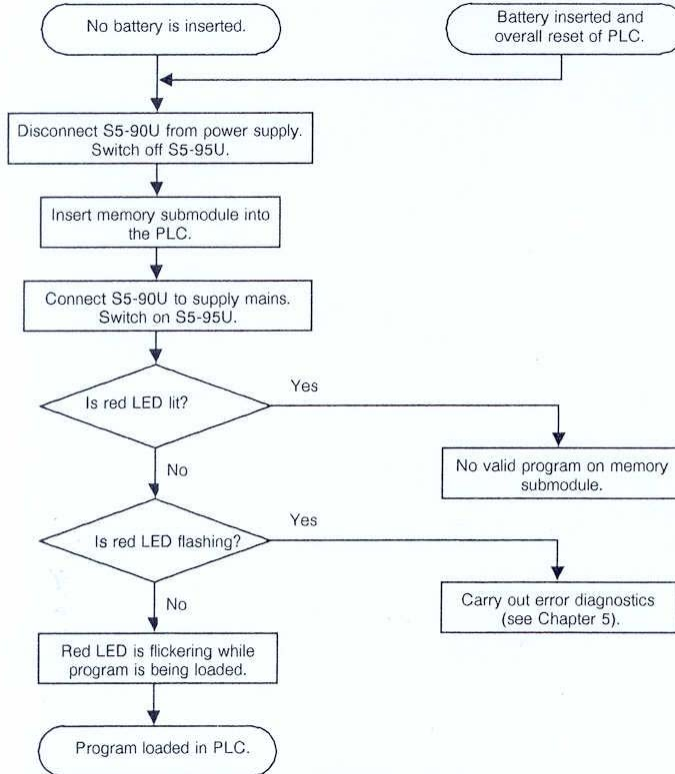 No battery is inserted.
Battery inserted and
overall reset of PLC.
Disconnect S5-90U from power supply.
Switch off S5-95U.
Insert memory submodule into
the PLC.
Connect S5-90U to supply mains.
Switch on S5-95U.
Is red LED lit?
Yes
No valid program on memory
submodule.
No
Is red LED flashing?
Yes
Carry out error diagnostics
(see Chapter 5).
No
Red LED is flickering while
program is being loaded.
Program loaded in PLC.